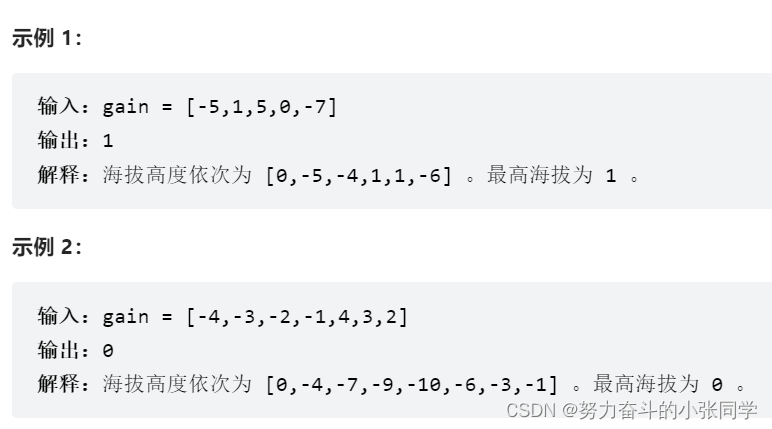 示例 1：
输入：gain = [-5,1,5,0,-7]
输出：1
解释：海拔高度依次为 [0,-5,-4,1,1,-6] 。最高海拔为 1 。
示例 2：
输入：gain = [-4,-3,-2,-1,4,3,2]
输出：0
解释：海拔高度依次为 [0,-4,-7,-9,-10,-6,-3,-1] 。最高海拔为 0 。
CSDN @努力奋斗的小张同学